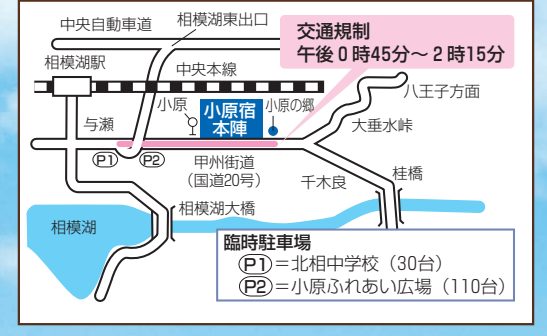 中央自動車道
相模湖東出口
交通規制
午後0時45分～2時15分
相模湖駅
中央本線
八王子方面
小原
小原宿
本陣
小原の郷
与瀬
大垂水峠
P1
P2
甲州街道
（国道20号）
千木良
桂橋
相模湖大橋
相模湖
臨時駐車場
P1＝北相中学校（30台）
P2＝小原ふれあい広場（110台）